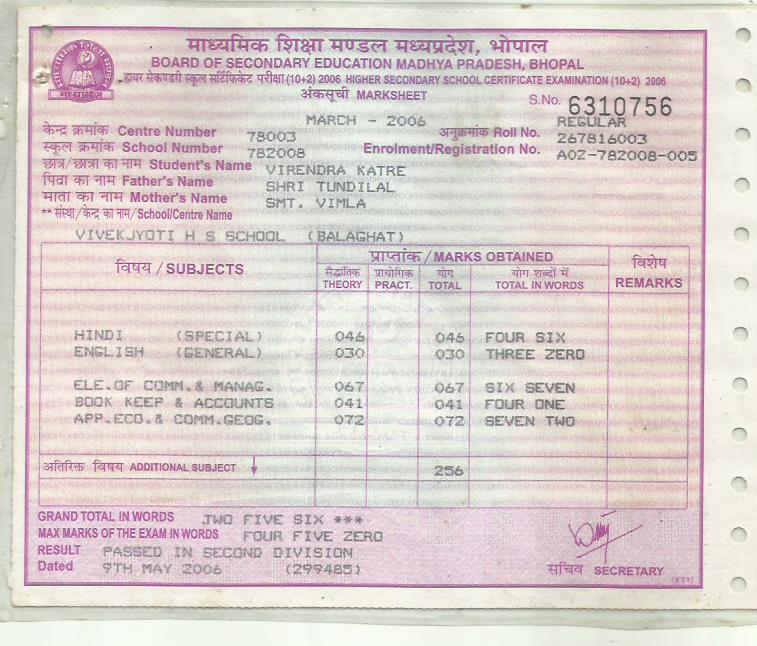 माध्यमिक शिक्षा मण्डल मध्यप्रदेश, भोपाल
BOARD OF SECONDARY EDUCATION MADHYA PRADESH, BHOPAL
हायर सेकण्डरी स्कूल सर्टिफिकेट परीक्षा (10+2) 2006 HIGHER SECONDARY SCHOOL CERTIFICATE EXAMINATION (10+2) 2006
अंकसूची MARKSHEET
S.No. 6310756
MARCH - 2006 REGULAR
केन्द्र क्रमांक Centre Number 78003 अनुक्रमांक Roll No. 267816003
स्कूल क्रमांक School Number 782008 Enrolment/Registration No. A02-782008-005
छात्र/छात्रा का नाम Student's Name VIRENDRA KATRE
पिता का नाम Father's Name SHRI TUNDILAL
माता का नाम Mother's Name SMT. VIMLA
** संस्था/केन्द्र का नाम/School/Centre Name
VIVEKJYOTI H S SCHOOL (BALAGHAT)
विषय / SUBJECTS प्राप्तांक / MARKS OBTAINED विशेष REMARKS
सैद्धांतिक THEORY प्रायोगिक PRACT. योग TOTAL योग शब्दों में TOTAL IN WORDS
HINDI (SPECIAL) 046 046 FOUR SIX
ENGLISH (GENERAL) 030 030 THREE ZERO
ELE.OF COMM.& MANAG. 067 067 SIX SEVEN
BOOK KEEP & ACCOUNTS 041 041 FOUR ONE
APP.ECO.& COMM.GEOG. 072 072 SEVEN TWO
अतिरिक्त विषय ADDITIONAL SUBJECT 256
GRAND TOTAL IN WORDS TWO FIVE SIX ***
MAX MARKS OF THE EXAM IN WORDS FOUR FIVE ZERO
RESULT PASSED IN SECOND DIVISION
Dated 9TH MAY 2006 (299485)
सचिव SECRETARY